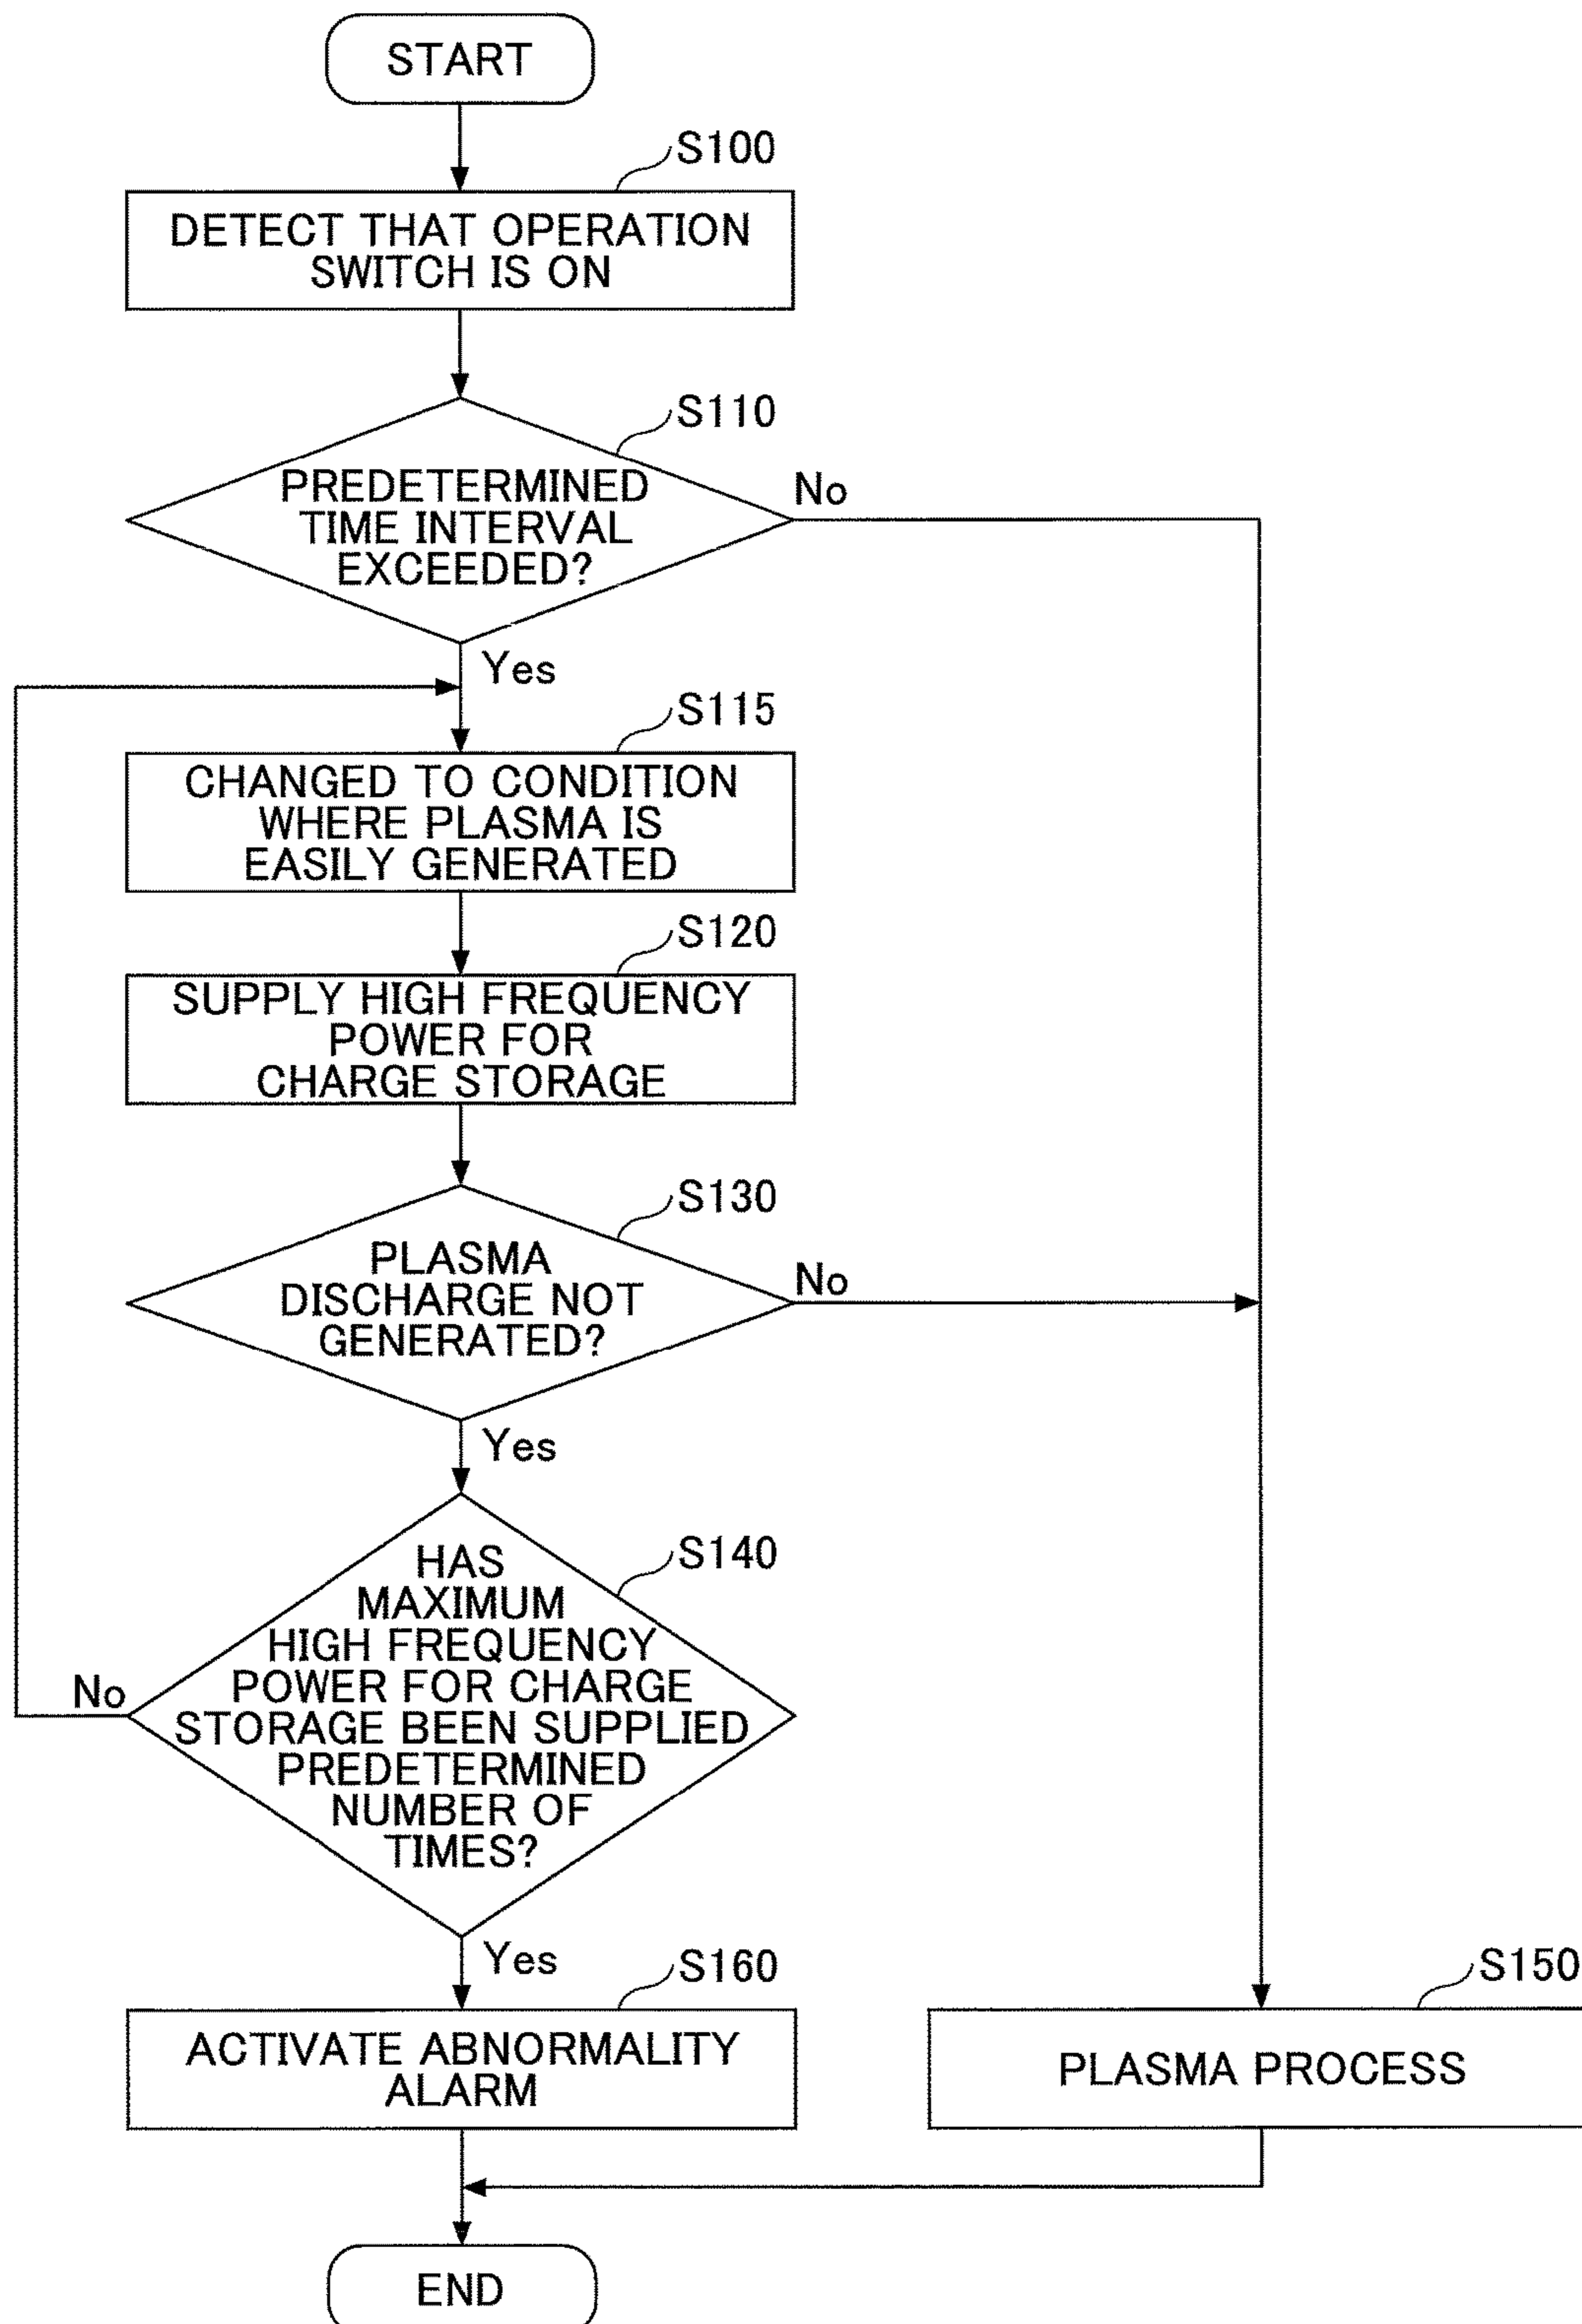 START
S100
DETECT THAT OPERATION
SWITCH IS ON
S110
PREDETERMINED
TIME INTERVAL
EXCEEDED?
No
Yes
S115
CHANGED TO CONDITION
WHERE PLASMA IS
EASILY GENERATED
S120
SUPPLY HIGH FREQUENCY
POWER FOR
CHARGE STORAGE
S130
PLASMA
DISCHARGE NOT
GENERATED?
No
Yes
S140
HAS
MAXIMUM
HIGH FREQUENCY
POWER FOR CHARGE
STORAGE BEEN SUPPLIED
PREDETERMINED
NUMBER OF
TIMES?
No
Yes
S160
ACTIVATE ABNORMALITY
ALARM
S150
PLASMA PROCESS
END